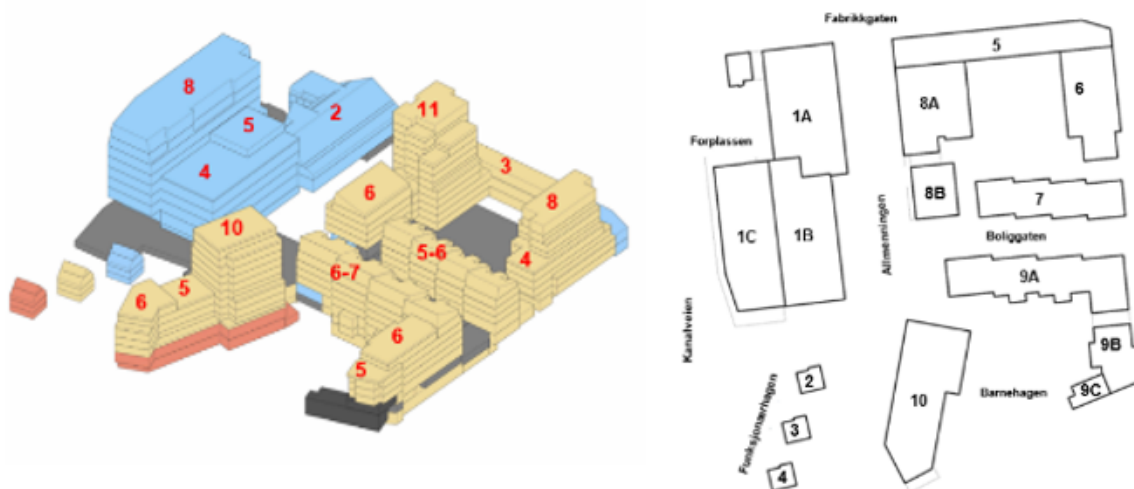 8
5
2
4
11
3
6
8
10
5-6
6-7
4
5
6
6
5
Fabrikkgaten
5
6
8A
1A
Forplassen
8B
7
1C
1B
Allmenningen
Boliggaten
9A
Kanalveien
9B
2
10
Barnehagen
9C
3
Funksjonærhagen
4